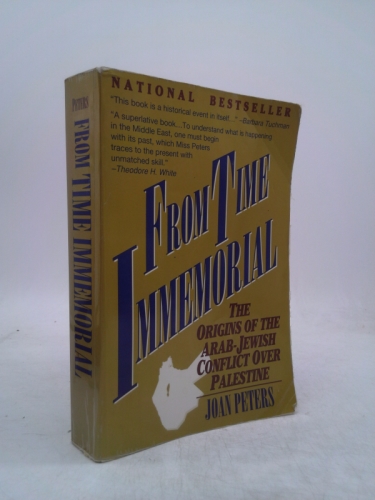 NATIONAL BESTSELLER
"This book is a historical event in itself..." –Barbara Tuchman
"A superlative book...To understand what is happening
in the Middle East, one must begin
with its past, which Miss Peters
traces to the present with
unmatched skill."
–Theodore H. White
FROM TIME
IMMEMORIAL
THE
ORIGINS OF THE
ARAB-JEWISH
CONFLICT OVER
PALESTINE
JOAN PETERS
PETERS
FROM TIME IMMEMORIAL